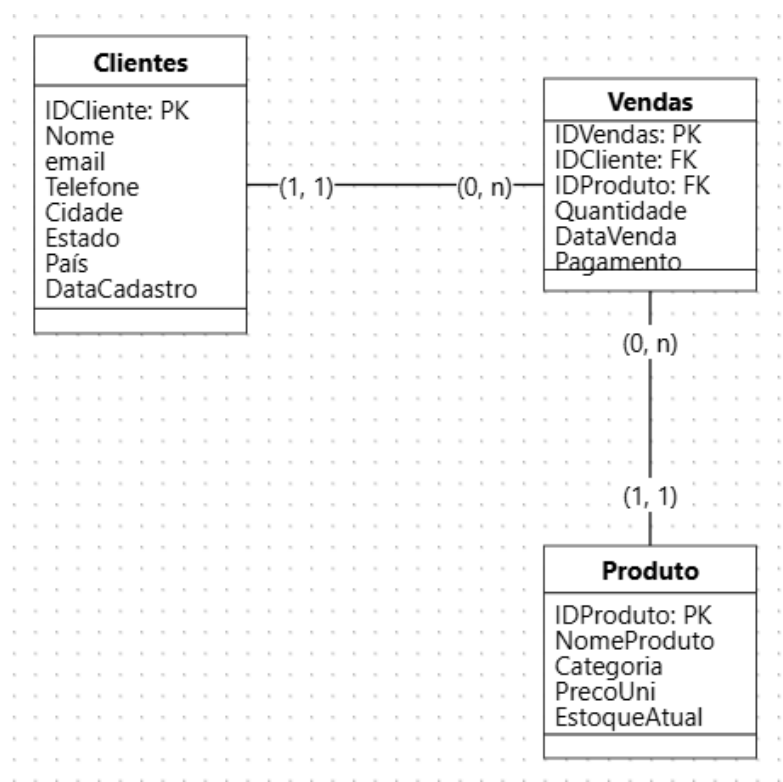 Clientes
IDCliente: PK
Nome
email
Telefone
Cidade
Estado
País
DataCadastro
(1, 1)
(0, n)
Vendas
IDVendas: PK
IDCliente: FK
IDProduto: FK
Quantidade
DataVenda
Pagamento
(0, n)
(1, 1)
Produto
IDProduto: PK
NomeProduto
Categoria
PrecoUni
EstoqueAtual